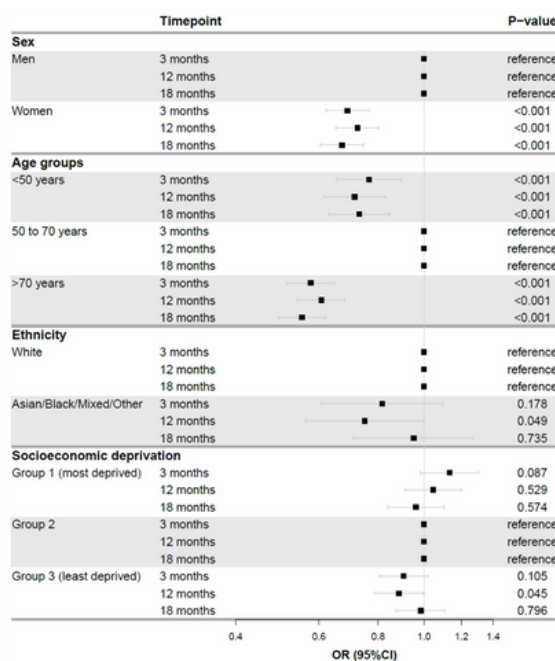 Timepoint P-value
Sex
Men 3 months reference
12 months reference
18 months reference
Women 3 months <0.001
12 months <0.001
18 months <0.001
Age groups
<50 years 3 months <0.001
12 months <0.001
18 months <0.001
50 to 70 years 3 months reference
12 months reference
18 months reference
>70 years 3 months <0.001
12 months <0.001
18 months <0.001
Ethnicity
White 3 months reference
12 months reference
18 months reference
Asian/Black/Mixed/Other 3 months 0.178
12 months 0.049
18 months 0.735
Socioeconomic deprivation
Group 1 (most deprived) 3 months 0.087
12 months 0.529
18 months 0.574
Group 2 3 months reference
12 months reference
18 months reference
Group 3 (least deprived) 3 months 0.105
12 months 0.045
18 months 0.796
0.4 0.6 0.8 1.0 1.2 1.4
OR (95%CI)